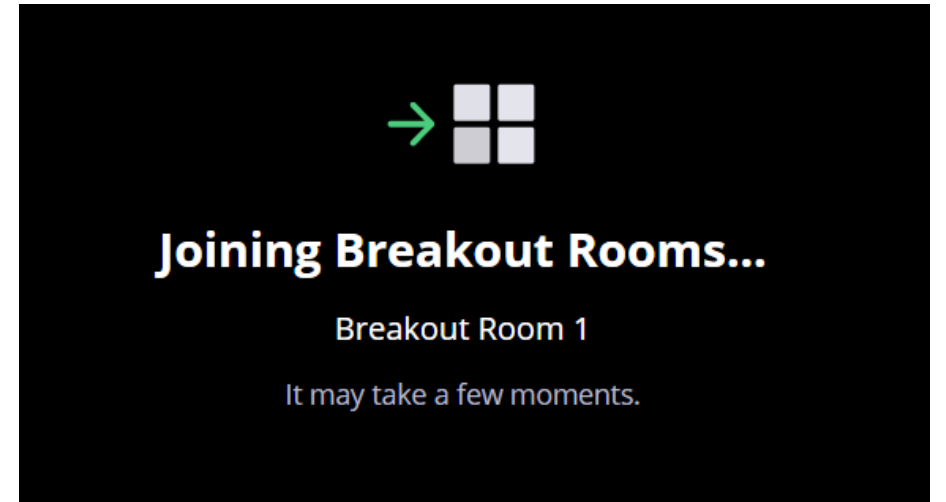 Joining Breakout Rooms...
Breakout Room 1
It may take a few moments.